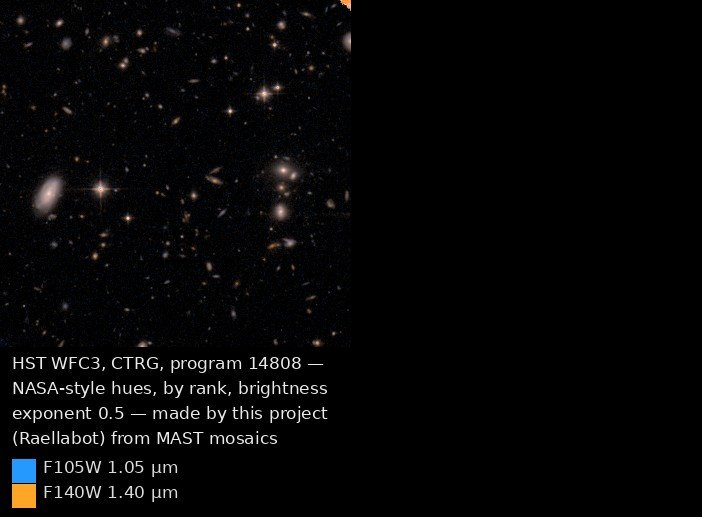 HST WFC3, CTRG, program 14808 —
NASA-style hues, by rank, brightness
exponent 0.5 — made by this project
(Raellabot) from MAST mosaics
F105W 1.05 µm
F140W 1.40 µm